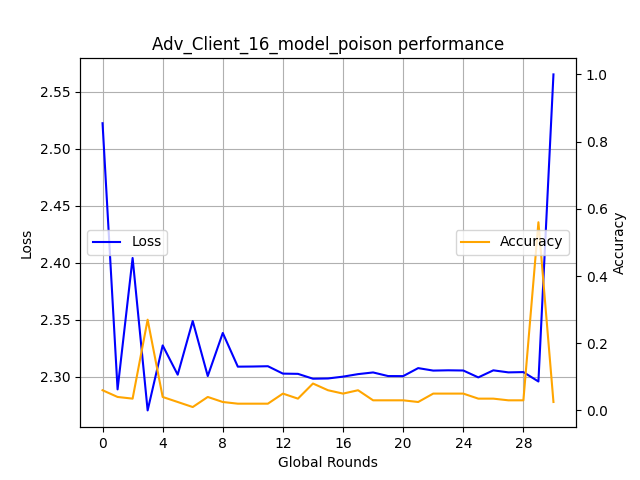 Adv_Client_16_model_poison performance
2.55
2.50
2.45
2.40
2.35
2.30
Loss
Loss
Accuracy
1.0
0.8
0.6
0.4
0.2
0.0
Accuracy
0 4 8 12 16 20 24 28
Global Rounds